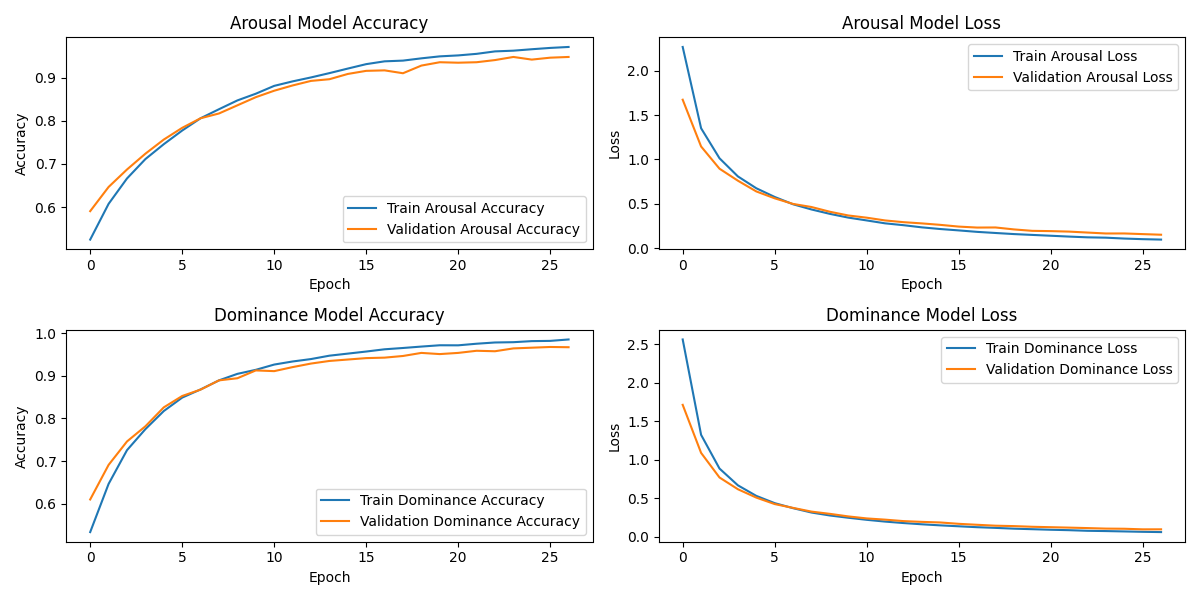 Arousal Model Accuracy
Accuracy
0.9
0.8
0.7
0.6
Train Arousal Accuracy
Validation Arousal Accuracy
0 5 10 15 20 25
Epoch
Arousal Model Loss
Loss
2.0
1.5
1.0
0.5
0.0
Train Arousal Loss
Validation Arousal Loss
0 5 10 15 20 25
Epoch
Dominance Model Accuracy
Accuracy
1.0
0.9
0.8
0.7
0.6
Train Dominance Accuracy
Validation Dominance Accuracy
0 5 10 15 20 25
Epoch
Dominance Model Loss
Loss
2.5
2.0
1.5
1.0
0.5
0.0
Train Dominance Loss
Validation Dominance Loss
0 5 10 15 20 25
Epoch